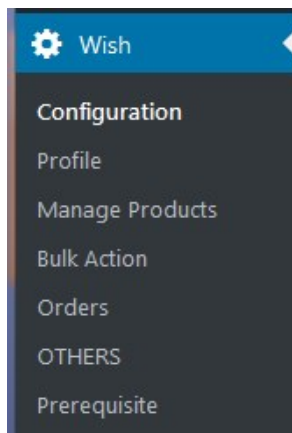 Wish
Configuration
Profile
Manage Products
Bulk Action
Orders
OTHERS
Prerequisite